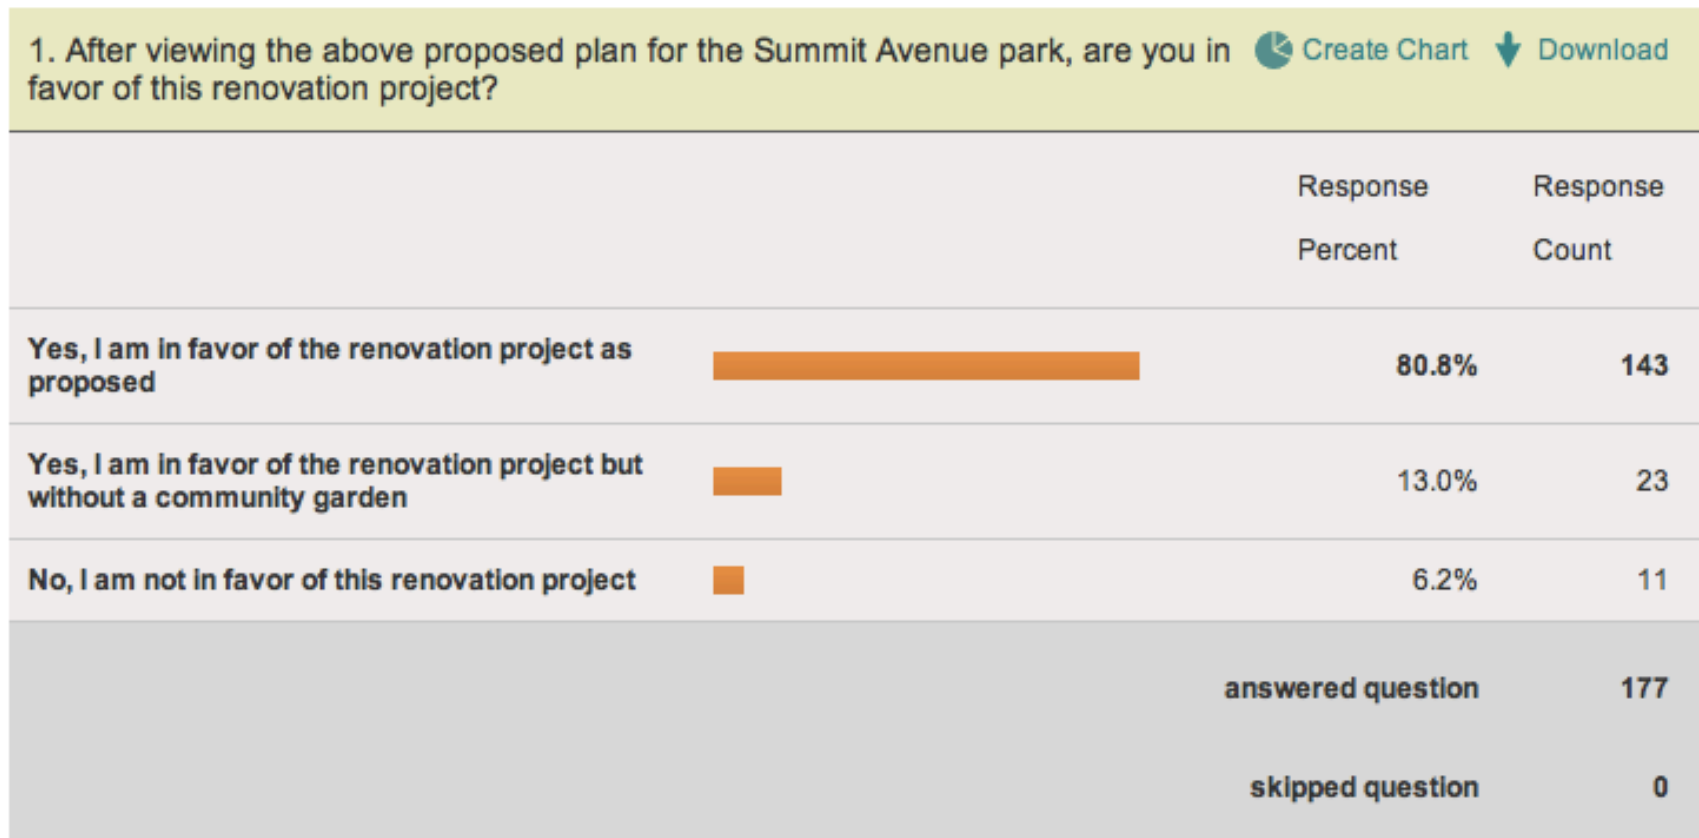 1. After viewing the above proposed plan for the Summit Avenue park, are you in
favor of this renovation project?
Create Chart Download
Response Response
Percent Count
Yes, I am in favor of the renovation project as
proposed
80.8% 143
Yes, I am in favor of the renovation project but
without a community garden
13.0% 23
No, I am not in favor of this renovation project 6.2% 11
answered question 177
skipped question 0